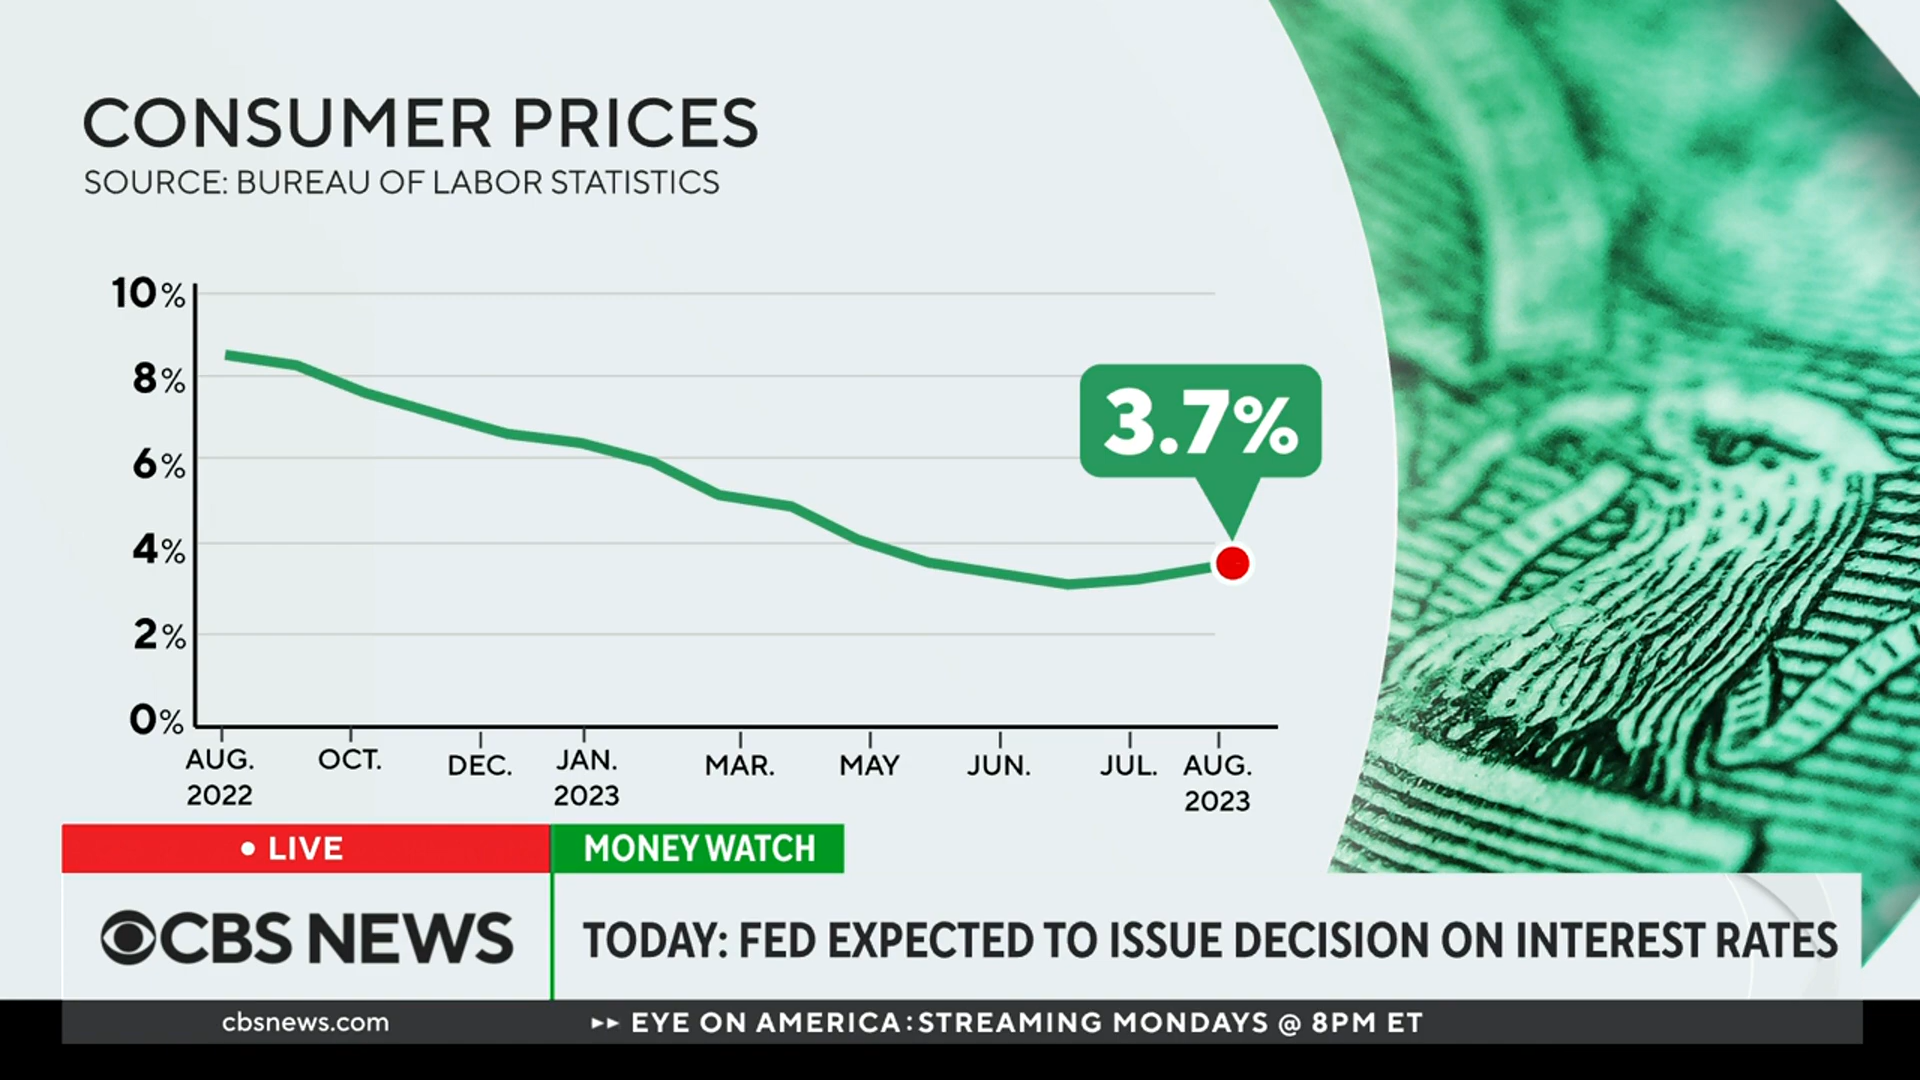 CONSUMER PRICES
SOURCE: BUREAU OF LABOR STATISTICS
10%
8%
6%
4%
2%
0%
3.7%
AUG. 2022
OCT.
DEC.
JAN. 2023
MAR.
MAY
JUN.
JUL.
AUG. 2023
• LIVE
MONEY WATCH
CBS NEWS
TODAY: FED EXPECTED TO ISSUE DECISION ON INTEREST RATES
cbsnews.com
EYE ON AMERICA: STREAMING MONDAYS @ 8PM ET